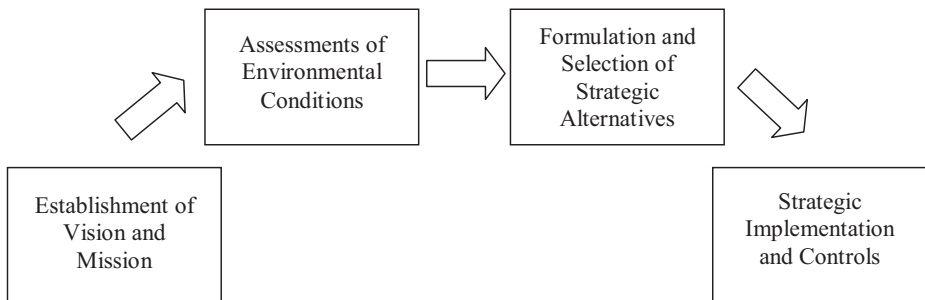 Establishment of
Vision and
Mission
Assessments of
Environmental
Conditions
Formulation and
Selection of
Strategic
Alternatives
Strategic
Implementation
and Controls